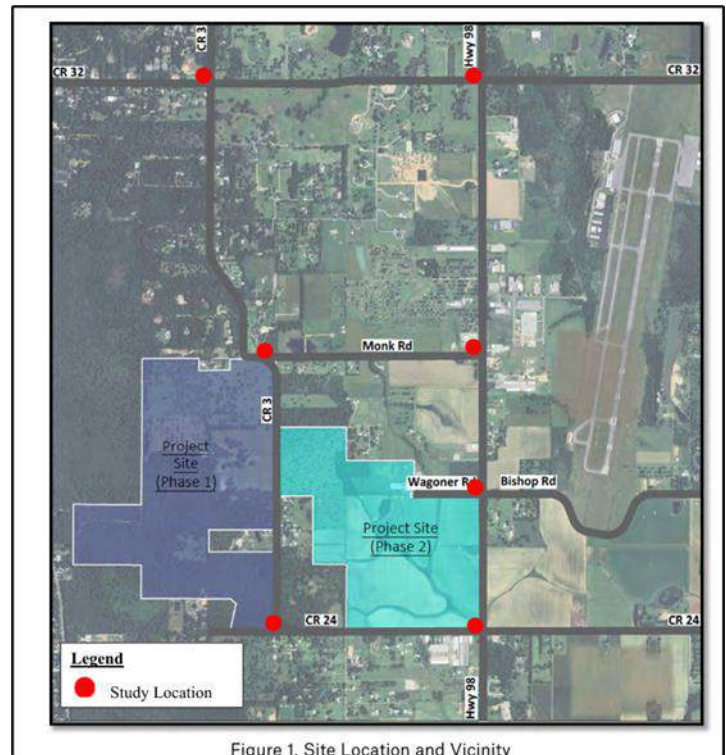 CR 3
Hwy 98
CR 32
CR 32
Monk Rd
CR 3
Project
Site
(Phase 1)
Wagoner Rd
Bishop Rd
Project Site
(Phase 2)
CR 24
CR 24
Legend
Study Location
Hwy 98
Figure 1. Site Location and Vicinity